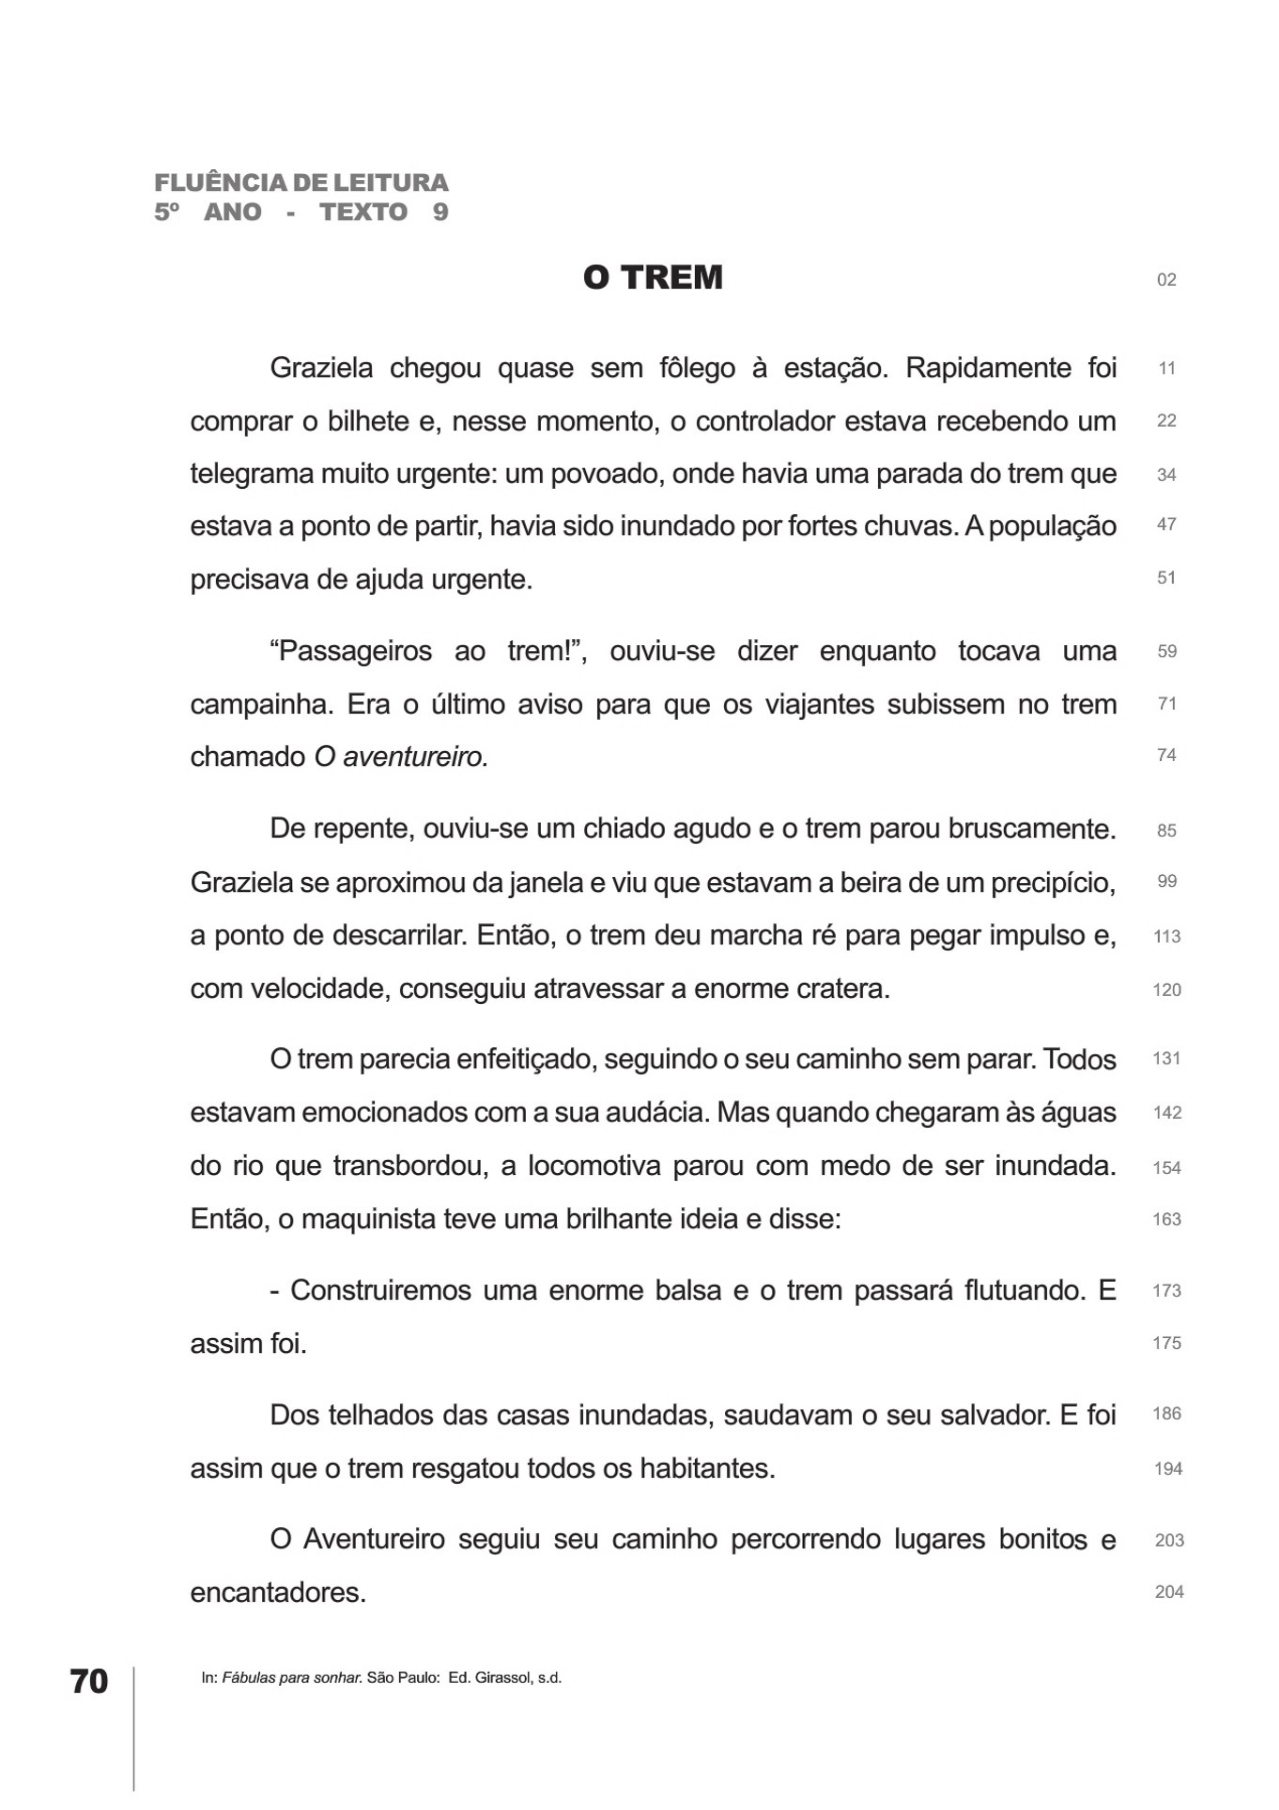 FLUÊNCIA DE LEITURA
5º ANO - TEXTO 9
O TREM 02
Graziela chegou quase sem fôlego à estação. Rapidamente foi 11
comprar o bilhete e, nesse momento, o controlador estava recebendo um 22
telegrama muito urgente: um povoado, onde havia uma parada do trem que 34
estava a ponto de partir, havia sido inundado por fortes chuvas. A população 47
precisava de ajuda urgente. 51
“Passageiros ao trem!”, ouviu-se dizer enquanto tocava uma 59
campainha. Era o último aviso para que os viajantes subissem no trem 71
chamado O aventureiro. 74
De repente, ouviu-se um chiado agudo e o trem parou bruscamente. 85
Graziela se aproximou da janela e viu que estavam a beira de um precipício, 99
a ponto de descarrilar. Então, o trem deu marcha ré para pegar impulso e, 113
com velocidade, conseguiu atravessar a enorme cratera. 120
O trem parecia enfeitiçado, seguindo o seu caminho sem parar. Todos 131
estavam emocionados com a sua audácia. Mas quando chegaram às águas 142
do rio que transbordou, a locomotiva parou com medo de ser inundada. 154
Então, o maquinista teve uma brilhante ideia e disse: 163
- Construiremos uma enorme balsa e o trem passará flutuando. E 173
assim foi. 175
Dos telhados das casas inundadas, saudavam o seu salvador. E foi 186
assim que o trem resgatou todos os habitantes. 194
O Aventureiro seguiu seu caminho percorrendo lugares bonitos e 203
encantadores. 204
70 In: Fábulas para sonhar. São Paulo: Ed. Girassol, s.d.